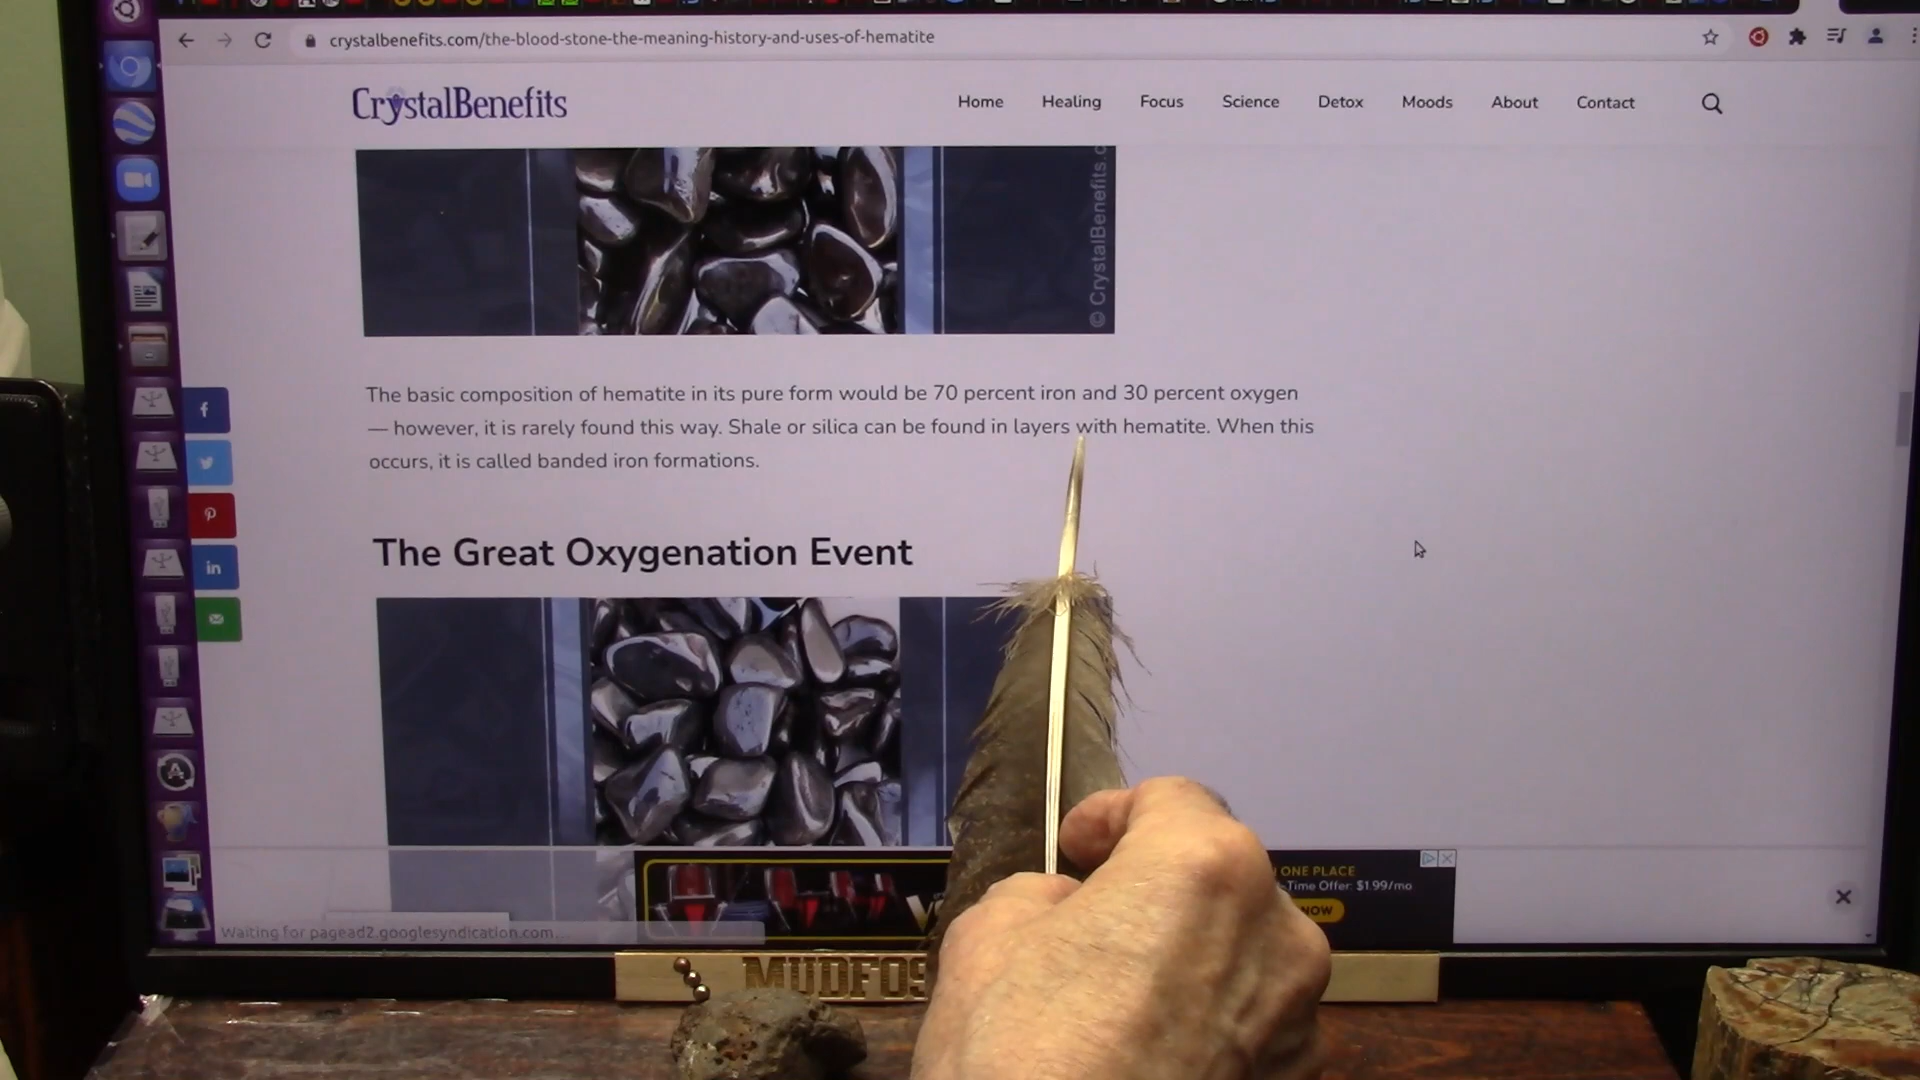 crystalbenefits.com/the-blood-stone-the-meaning-history-and-uses-of-hematite
CrystalBenefits
Home Healing Focus Science Detox Moods About Contact
© CrystalBenefits.c
The basic composition of hematite in its pure form would be 70 percent iron and 30 percent oxygen
— however, it is rarely found this way. Shale or silica can be found in layers with hematite. When this
occurs, it is called banded iron formations.
f
in
The Great Oxygenation Event
ONE PLACE
-Time Offer: $1.99/mo
NOW
Waiting for pagead2.googlesyndication.com...
MUDFOS